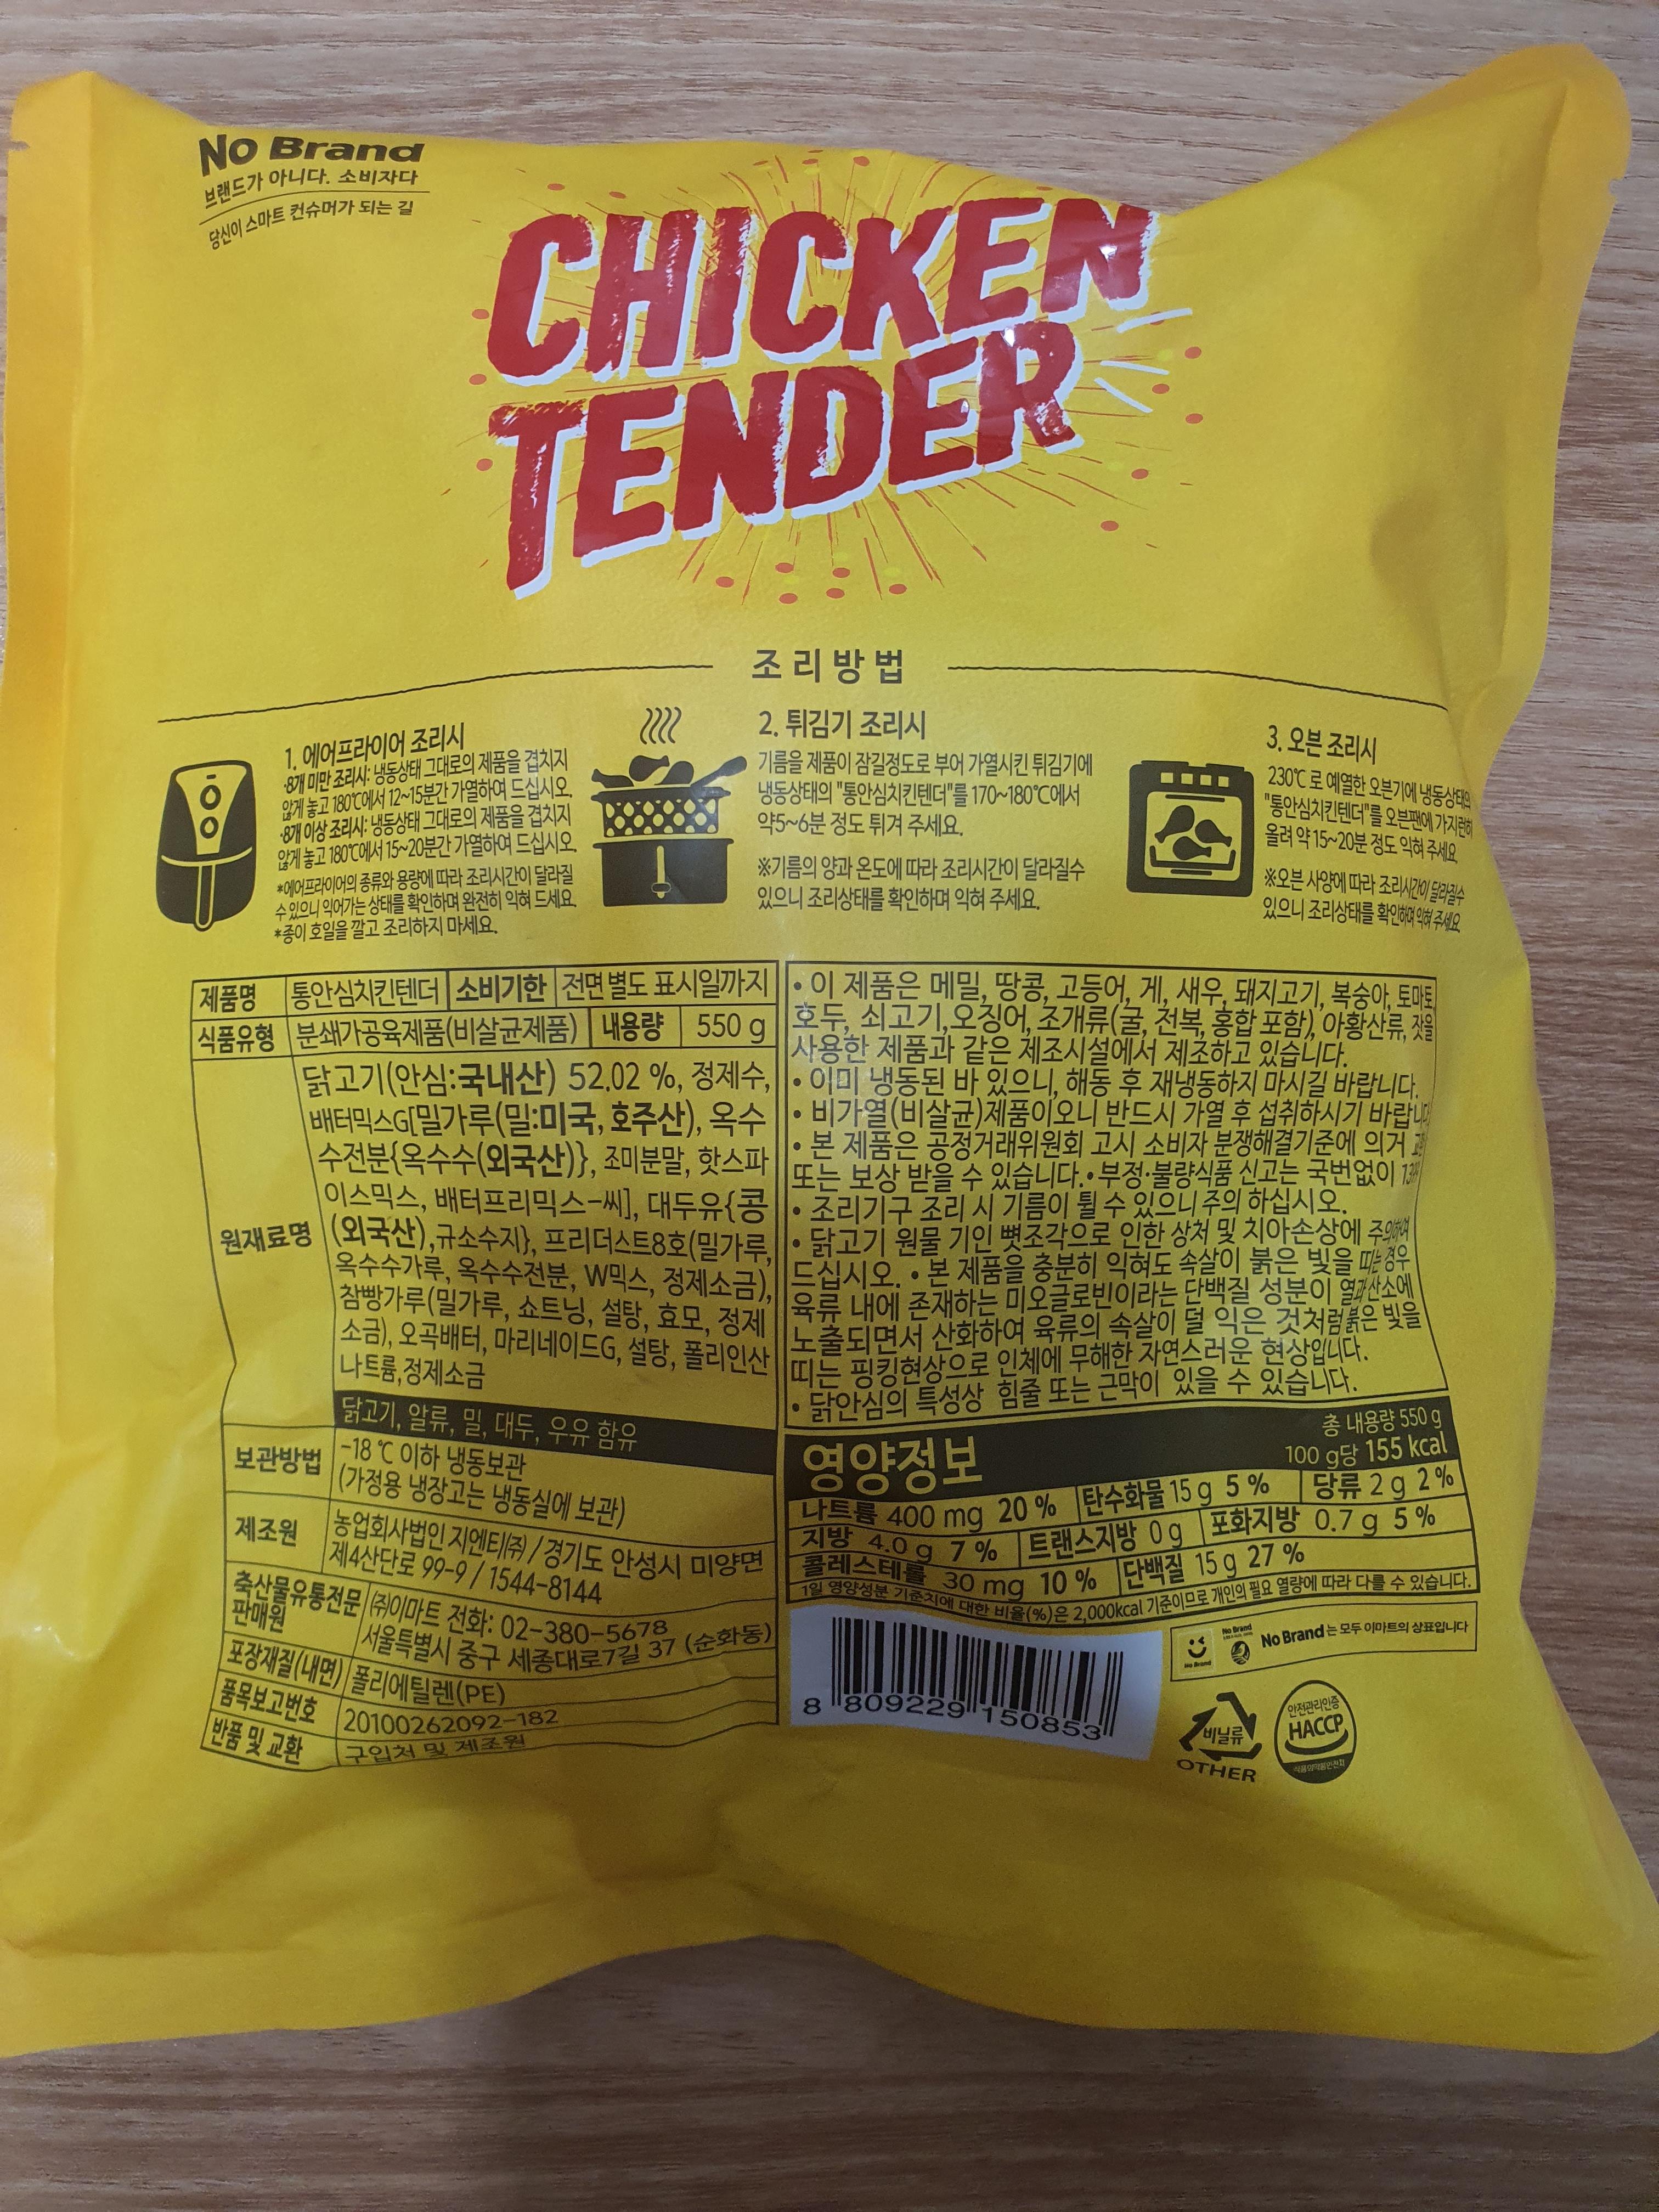 No Brand
브랜드가 아니다. 소비자다
당신이 스마트 컨슈머가 되는 길
CHICKEN
TENDER
조리방법
1. 에어프라이어 조리시
·8개 미만 조리시: 냉동상태 그대로의 제품을 겹치지
않게 놓고 180℃에서 12~15분간 가열하여 드십시오.
·8개 이상 조리시: 냉동상태 그대로의 제품을 겹치지
않게 놓고 180℃에서 15~20분간 가열하여 드십시오.
*에어프라이어의 종류와 용량에 따라 조리시간이 달라질
수 있으니 익어가는 상태를 확인하며 완전히 익혀 드세요.
*종이 호일을 깔고 조리하지 마세요.
2. 튀김기 조리시
기름을 제품이 잠길정도로 부어 가열시킨 튀김기에
냉동상태의 "통안심치킨텐더"를 170~180℃에서
약5~6분 정도 튀겨 주세요.
※기름의 양과 온도에 따라 조리시간이 달라질수
있으니 조리상태를 확인하며 익혀 주세요.
3. 오븐 조리시
230℃로 예열한 오븐기에 냉동상태의
"통안심치킨텐더"를 오븐팬에 가지런히
올려 약 15~20분 정도 익혀 주세요.
※오븐 사양에 따라 조리시간이 달라질수
있으니 조리상태를 확인하며 익혀 주세요.
제품명 통안심치킨텐더 소비기한 전면 별도 표시일까지
식품유형 분쇄가공육제품(비살균제품) 내용량 550 g
원재료명
닭고기(안심:국내산) 52.02 %, 정제수,
배터믹스G[밀가루(밀:미국, 호주산), 옥수
수전분{옥수수(외국산)}, 조미분말, 핫스파
이스믹스, 배터프리믹스-씨], 대두유{콩
(외국산),규소수지}, 프리더스트8호(밀가루,
옥수수가루, 옥수수전분, W믹스, 정제소금),
참빵가루(밀가루, 쇼트닝, 설탕, 효모, 정제
소금), 오곡배터, 마리네이드G, 설탕, 폴리인산
나트륨,정제소금
닭고기, 알류, 밀, 대두, 우유 함유
보관방법 -18 ℃ 이하 냉동보관
(가정용 냉장고는 냉동실에 보관)
제조원 농업회사법인 지엔티㈜ / 경기도 안성시 미양면
제4산단로 99-9 / 1544-8144
축산물유통전문
판매원
㈜이마트 전화: 02-380-5678
서울특별시 중구 세종대로7길 37 (순화동)
포장재질(내면) 폴리에틸렌(PE)
품목보고번호 20100262092-182
반품 및 교환 구입처 및 제조원
• 이 제품은 메밀, 땅콩, 고등어, 게, 새우, 돼지고기, 복숭아, 토마토,
호두, 쇠고기,오징어,조개류(굴, 전복, 홍합 포함), 아황산류, 잣을
사용한 제품과 같은 제조시설에서 제조하고 있습니다.
• 이미 냉동된 바 있으니, 해동 후 재냉동하지 마시길 바랍니다.
• 비가열(비살균)제품이오니 반드시 가열 후 섭취하시기 바랍니다.
• 본 제품은 공정거래위원회 고시 소비자 분쟁해결기준에 의거 교환
또는 보상 받을 수 있습니다.• 부정·불량식품 신고는 국번없이 1399
• 조리기구 조리 시 기름이 튈 수 있으니 주의 하십시오.
• 닭고기 원물 기인 뼛조각으로 인한 상처 및 치아손상에 주의하여
드십시오. • 본 제품을 충분히 익혀도 속살이 붉은 빛을 띠는 경우
육류 내에 존재하는 미오글로빈이라는 단백질 성분이 열과 산소에
노출되면서 산화하여 육류의 속살이 덜 익은 것처럼 붉은 빛을
띠는 핑킹현상으로 인체에 무해한 자연스러운 현상입니다.
• 닭안심의 특성상 힘줄 또는 근막이 있을 수 있습니다.
영양정보
총 내용량 550 g
100 g당 155 kcal
나트륨 400 mg 20 % 탄수화물 15 g 5 % 당류 2 g 2 %
지방 4.0 g 7 % 트랜스지방 0 g 포화지방 0.7 g 5 %
콜레스테롤 30 mg 10 % 단백질 15 g 27 %
1일 영양성분 기준치에 대한 비율(%)은 2,000kcal 기준이므로 개인의 필요 열량에 따라 다를 수 있습니다.
8 809229 150853
No Brand
No Brand
No Brand 는 모두 이마트의 상표입니다
비닐류
OTHER
안전관리인증
HACCP
식품의약품안전처